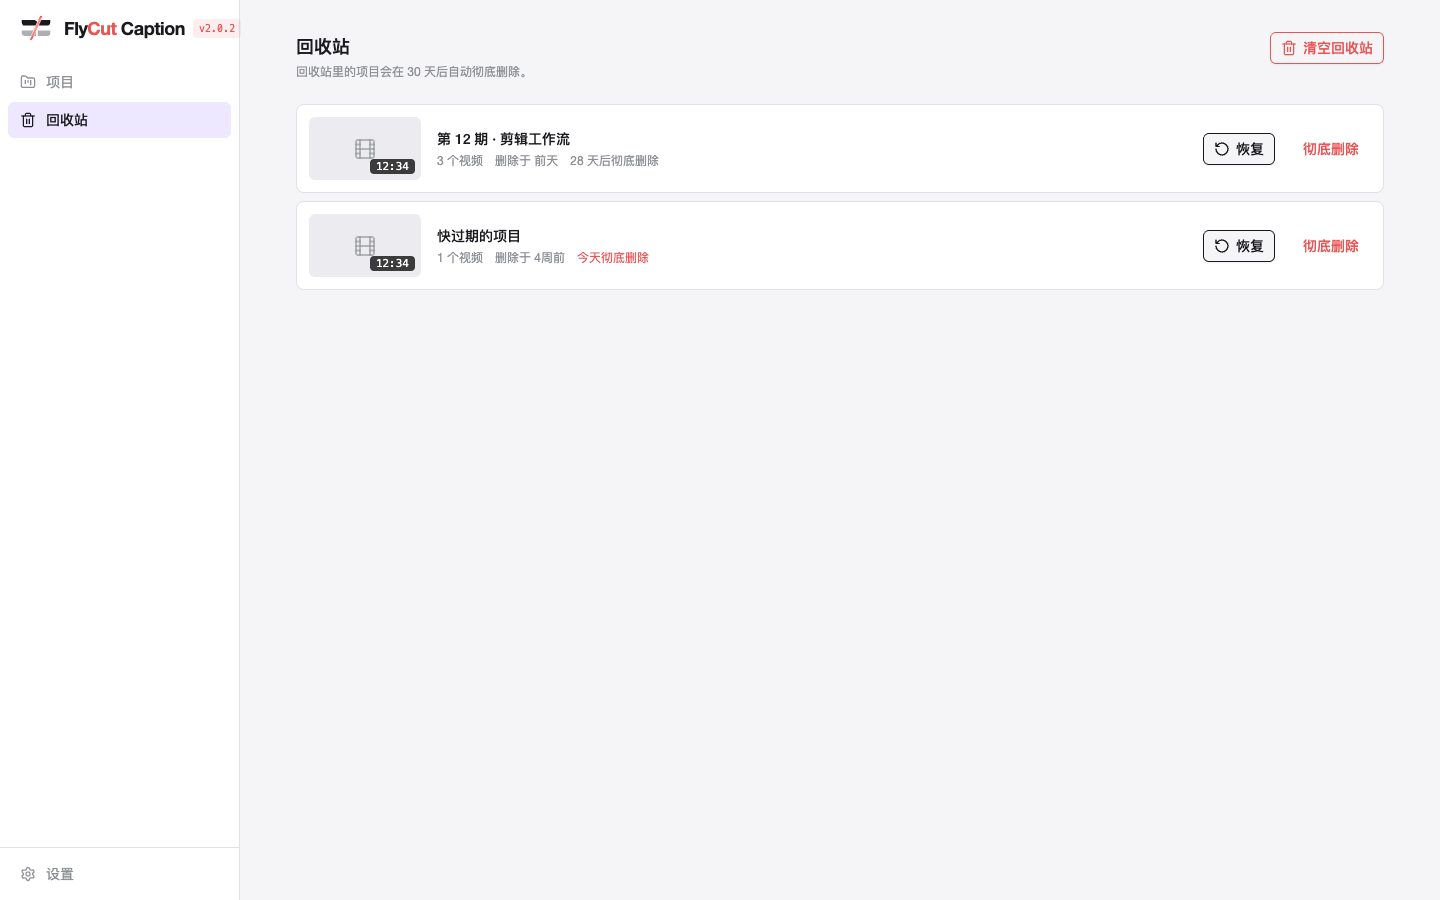 FlyCut Caption v2.0.2
项目
回收站
设置
回收站
回收站里的项目会在 30 天后自动彻底删除。
清空回收站
12:34
第 12 期 · 剪辑工作流
3 个视频 删除于 前天 28 天后彻底删除
恢复 彻底删除
12:34
快过期的项目
1 个视频 删除于 4周前 今天彻底删除
恢复 彻底删除